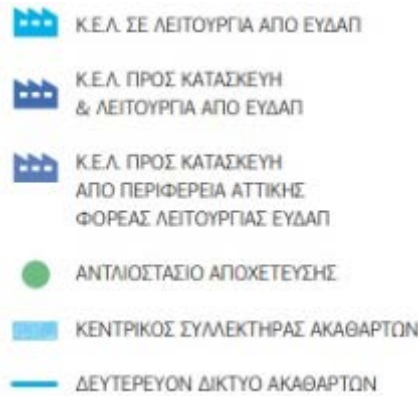 Κ.Ε.Λ. ΣΕ ΛΕΙΤΟΥΡΓΙΑ ΑΠΟ ΕΥΔΑΠ
Κ.Ε.Λ. ΠΡΟΣ ΚΑΤΑΣΚΕΥΗ
& ΛΕΙΤΟΥΡΓΙΑ ΑΠΟ ΕΥΔΑΠ
Κ.Ε.Λ. ΠΡΟΣ ΚΑΤΑΣΚΕΥΗ
ΑΠΟ ΠΕΡΙΦΕΡΕΙΑ ΑΤΤΙΚΗΣ
ΦΟΡΕΑΣ ΛΕΙΤΟΥΡΓΙΑΣ ΕΥΔΑΠ
ΑΝΤΛΙΟΣΤΑΣΙΟ ΑΠΟΧΕΤΕΥΣΗΣ
ΚΕΝΤΡΙΚΟΣ ΣΥΛΛΕΚΤΗΡΑΣ ΑΚΑΘΑΡΤΩΝ
ΔΕΥΤΕΡΕΥΟΝ ΔΙΚΤΥΟ ΑΚΑΘΑΡΤΩΝ